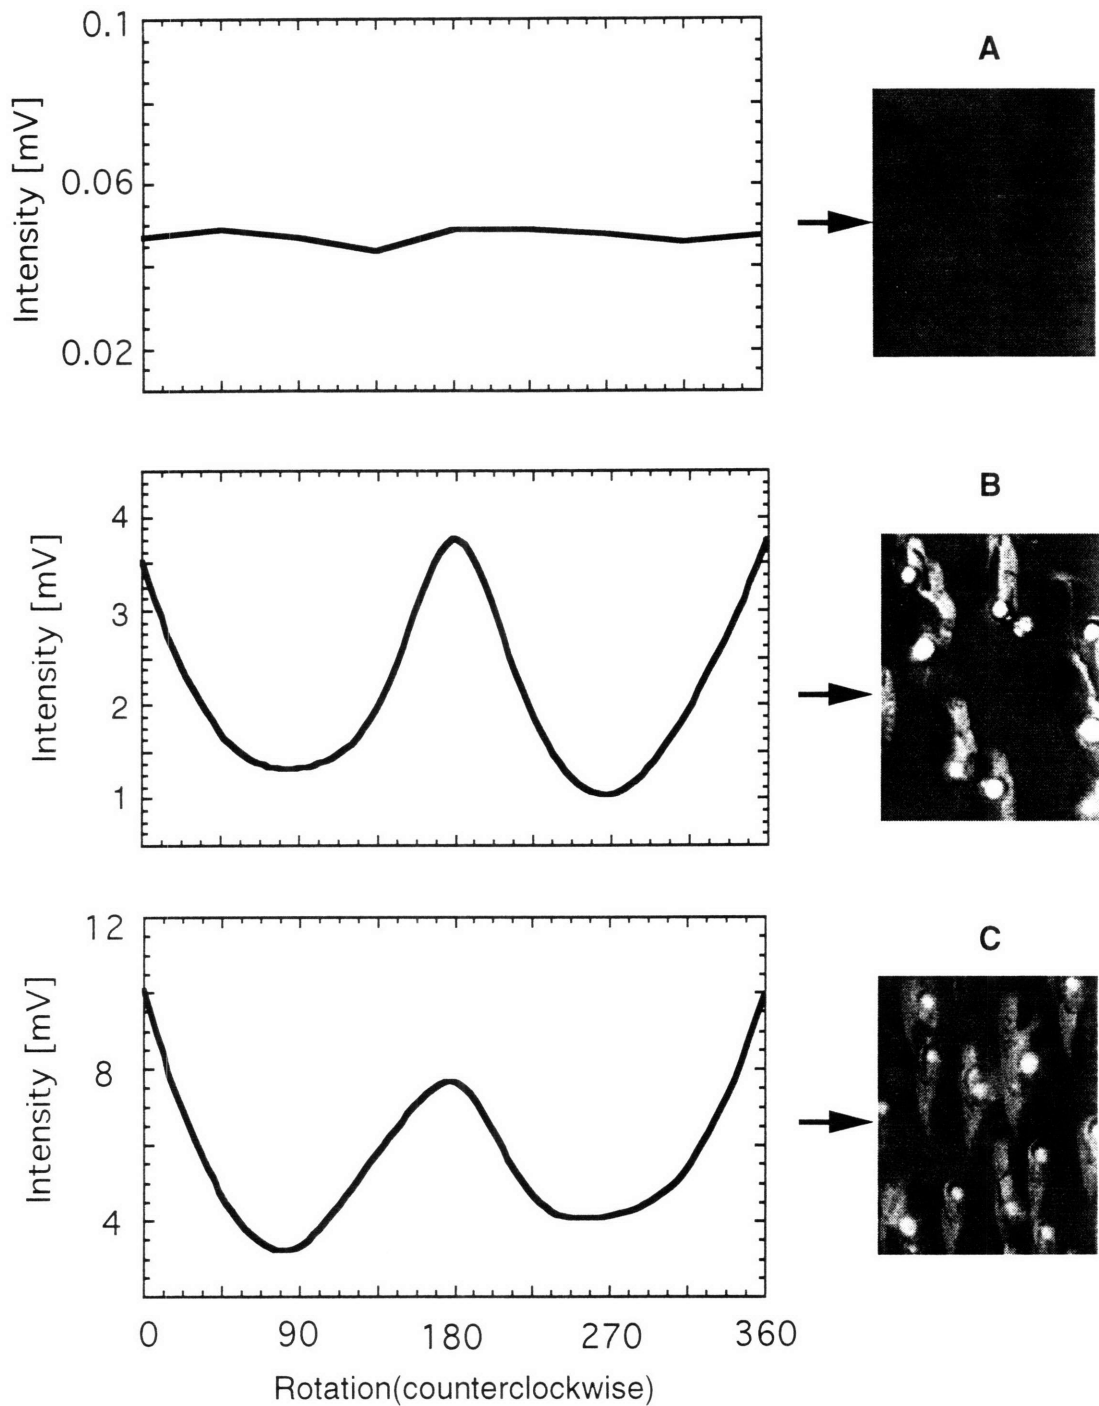 0.1
Intensity [mV]
0.06
0.02
A
4
Intensity [mV]
3
2
1
B
12
Intensity [mV]
8
4
C
0 90 180 270 360
Rotation(counterclockwise)